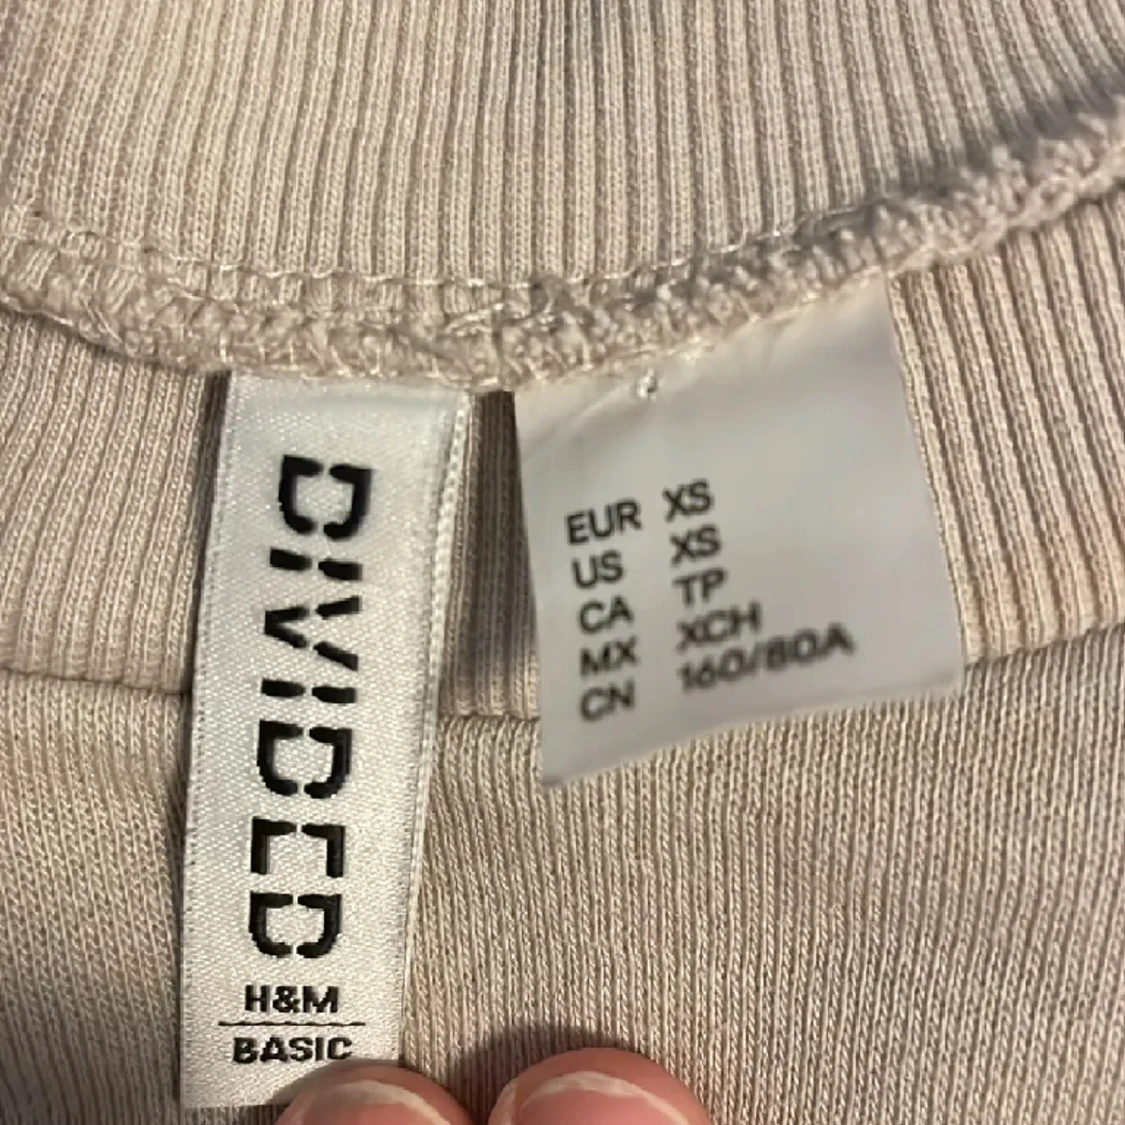 DIVIDED
H&M
BASIC
EUR XS
US XS
CA TP
MX XCH
CN 160/80A